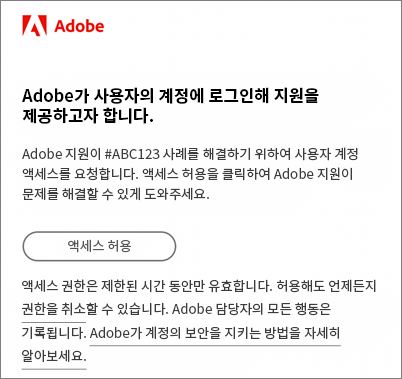 Adobe
Adobe가 사용자의 계정에 로그인해 지원을
제공하고자 합니다.
Adobe 지원이 #ABC123 사례를 해결하기 위하여 사용자 계정
액세스를 요청합니다. 액세스 허용을 클릭하여 Adobe 지원이
문제를 해결할 수 있게 도와주세요.
액세스 허용
액세스 권한은 제한된 시간 동안만 유효합니다. 허용해도 언제든지
권한을 취소할 수 있습니다. Adobe 담당자의 모든 행동은
기록됩니다. Adobe가 계정의 보안을 지키는 방법을 자세히
알아보세요.